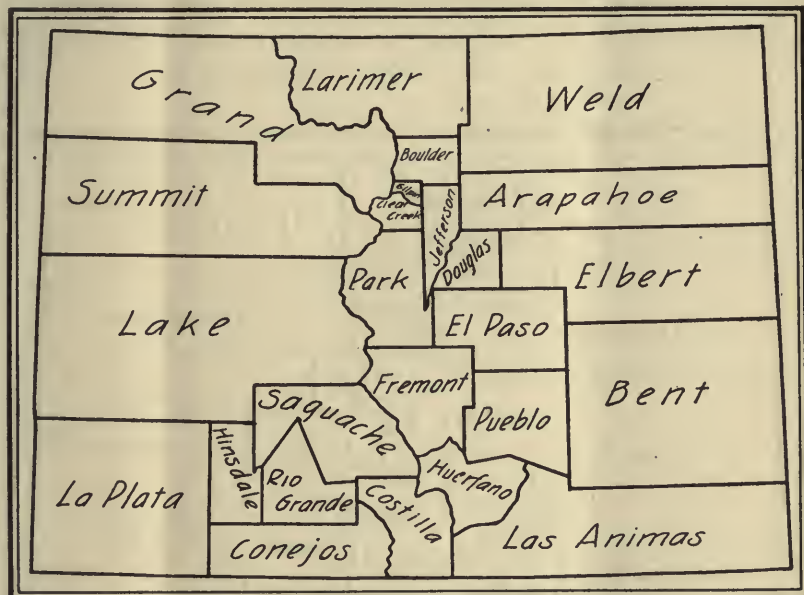 Grand
Larimer
Weld
Boulder
Summit
Gilpin
Clear
Creek
Jefferson
Arapahoe
Park
Douglas
Elbert
Lake
El Paso
Fremont
Bent
Saguache
Pueblo
Hinsdale
La Plata
Rio
Grande
Costilla
Huerfano
Conejos
Las Animas